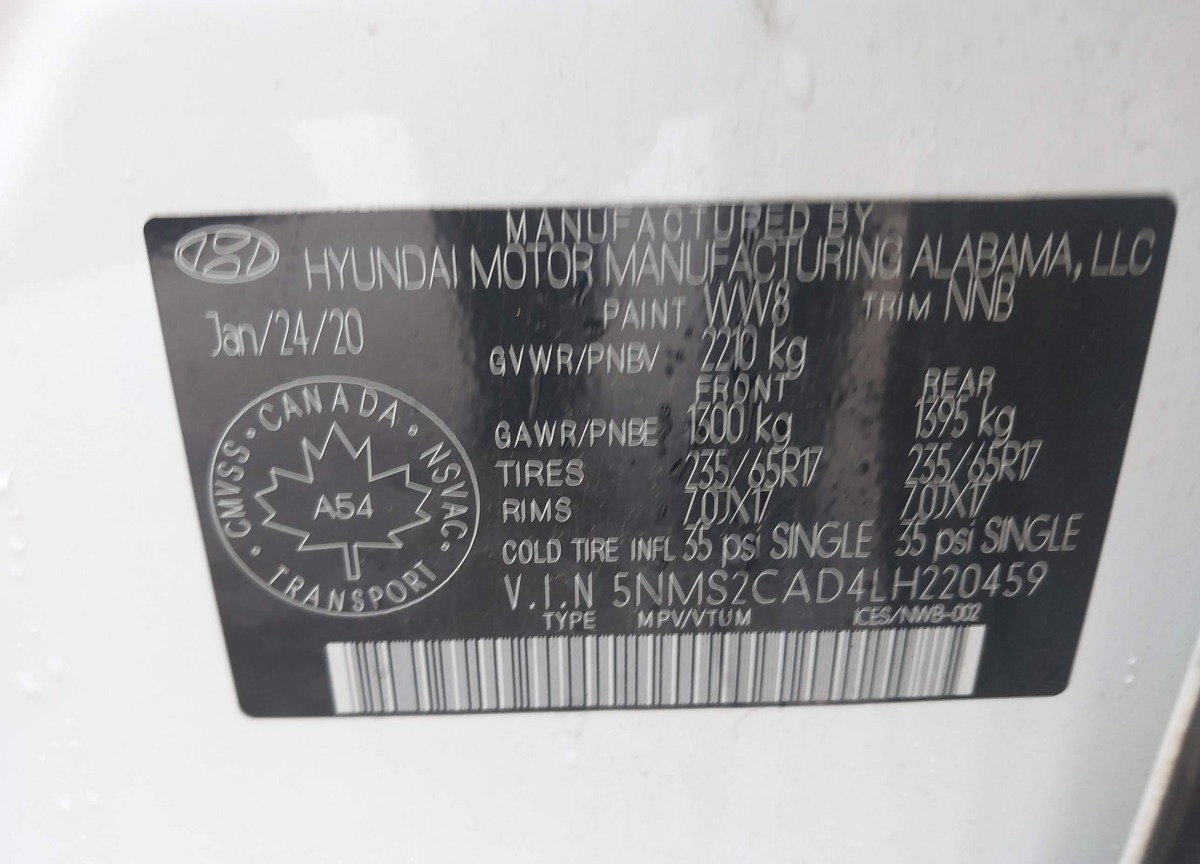 MANUFACTURED BY
HYUNDAI MOTOR MANUFACTURING ALABAMA, LLC
Jan/24/20
PAINT WW8 TRIM NNB
GVWR/PNBV 2210 kg
FRONT REAR
GAWR/PNBE 1300 kg 1395 kg
TIRES 235/65R17 235/65R17
RIMS 7.0JX17 7.0JX17
COLD TIRE INFL 35 psi SINGLE 35 psi SINGLE
V.I.N 5NMS2CAD4LH220459
TYPE MPV/VTUM ICES/NWB-002
CMVSS · CANADA · NSVAC
A54
TRANSPORT